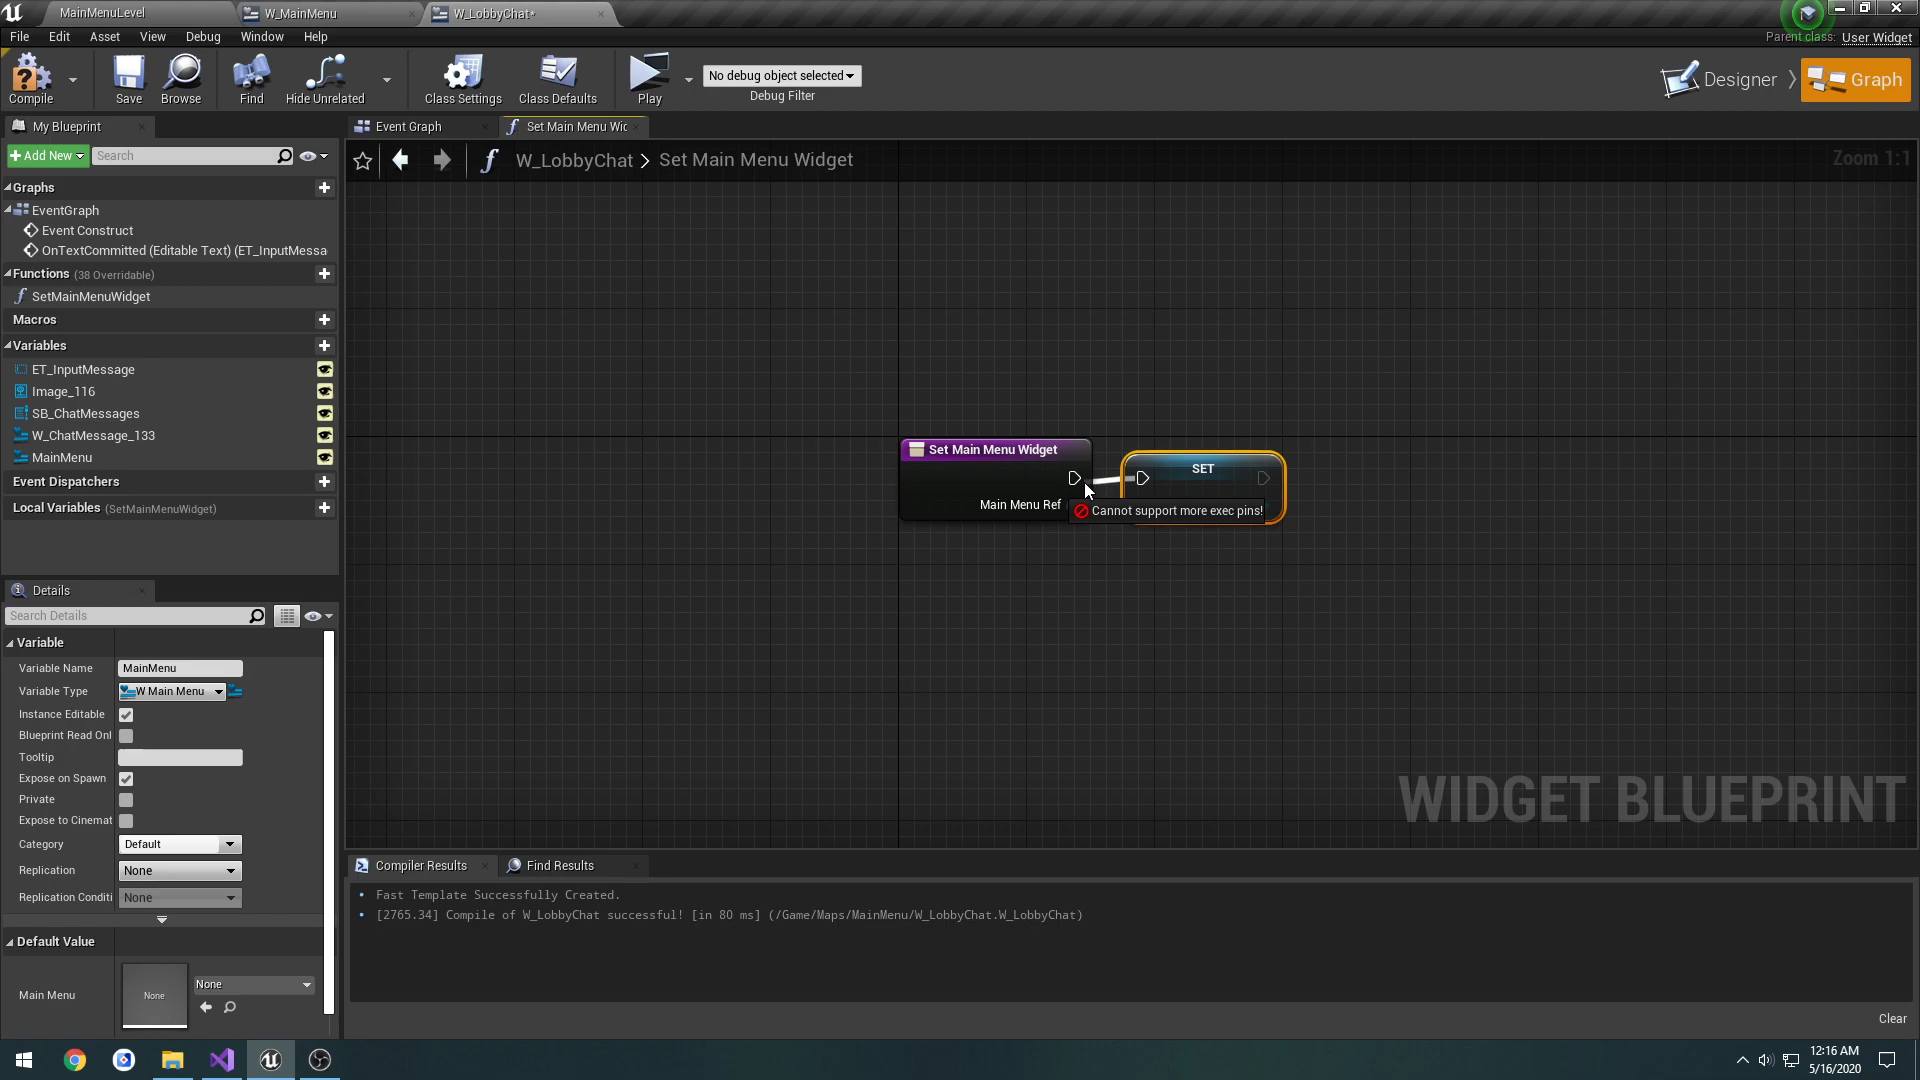 MainMenuLevel
W_MainMenu
W_LobbyChat*
File Edit Asset View Debug Window Help
Parent class: User Widget
Compile
Save
Browse
Find
Hide Unrelated
Class Settings
Class Defaults
Play
No debug object selected
Debug Filter
Designer
Graph
My Blueprint
Event Graph
Set Main Menu Wic
Add New
Search
W_LobbyChat > Set Main Menu Widget
Zoom 1:1
Graphs
EventGraph
Event Construct
OnTextCommitted (Editable Text) (ET_InputMessa
Functions (38 Overridable)
SetMainMenuWidget
Macros
Variables
ET_InputMessage
Image_116
SB_ChatMessages
W_ChatMessage_133
MainMenu
Event Dispatchers
Local Variables (SetMainMenuWidget)
Set Main Menu Widget
Main Menu Ref
SET
Cannot support more exec pins!
WIDGET BLUEPRINT
Details
Search Details
Variable
Variable Name MainMenu
Variable Type W Main Menu
Instance Editable
Blueprint Read Onl
Tooltip
Expose on Spawn
Private
Expose to Cinemat
Category Default
Replication None
Replication Conditi None
Default Value
Main Menu
None
None
Compiler Results
Find Results
• Fast Template Successfully Created.
• [2765.34] Compile of W_LobbyChat successful! [in 80 ms] (/Game/Maps/MainMenu/W_LobbyChat.W_LobbyChat)
Clear
12:16 AM
5/16/2020